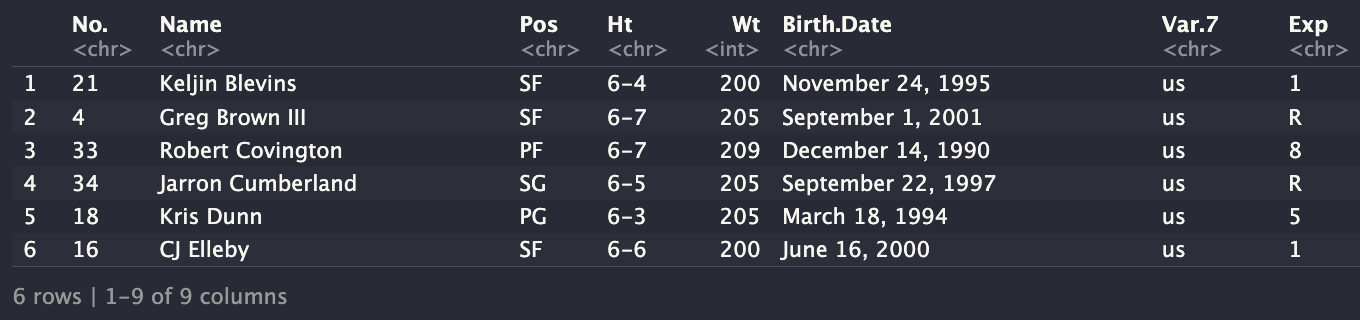 No. Name Pos Ht Wt Birth.Date Var.7 Exp
<chr> <chr> <chr> <chr> <int> <chr> <chr> <chr>
1 21 Keljin Blevins SF 6-4 200 November 24, 1995 us 1
2 4 Greg Brown III SF 6-7 205 September 1, 2001 us R
3 33 Robert Covington PF 6-7 209 December 14, 1990 us 8
4 34 Jarron Cumberland SG 6-5 205 September 22, 1997 us R
5 18 Kris Dunn PG 6-3 205 March 18, 1994 us 5
6 16 CJ Elleby SF 6-6 200 June 16, 2000 us 1
6 rows | 1-9 of 9 columns